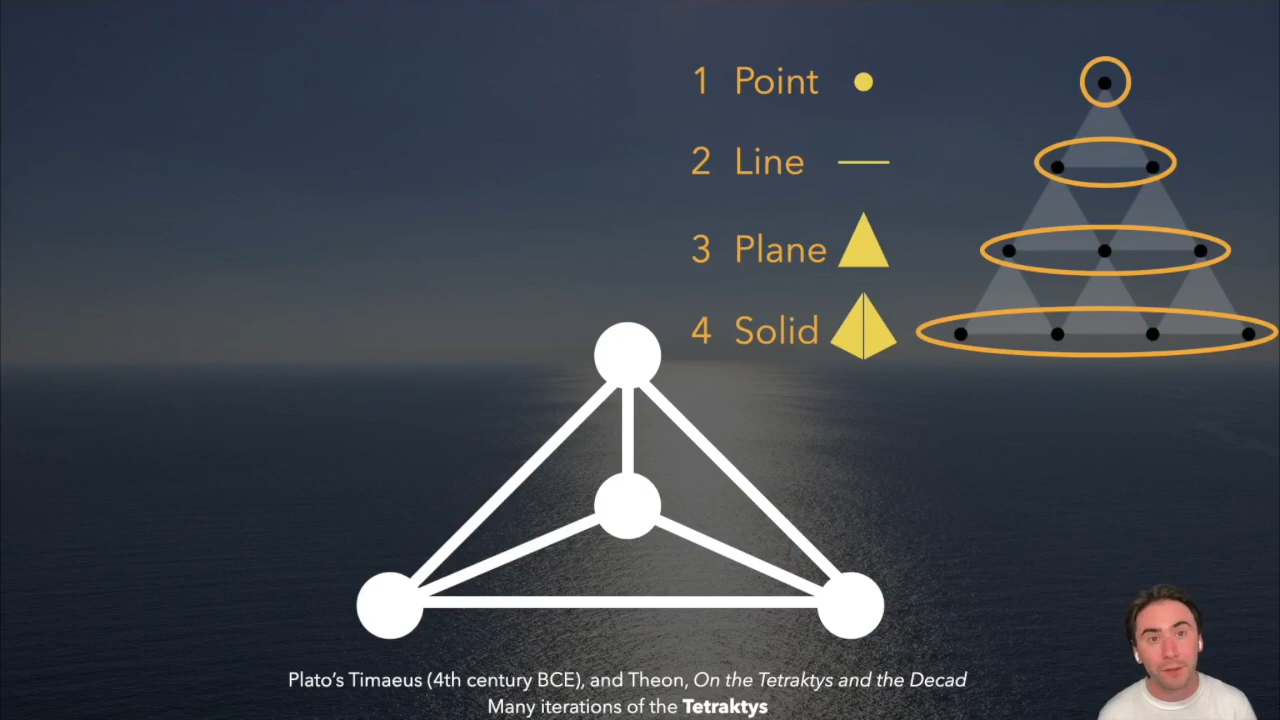 1 Point
2 Line
3 Plane
4 Solid
Plato's Timaeus (4th century BCE), and Theon, On the Tetraktys and the Decad
Many iterations of the Tetraktys